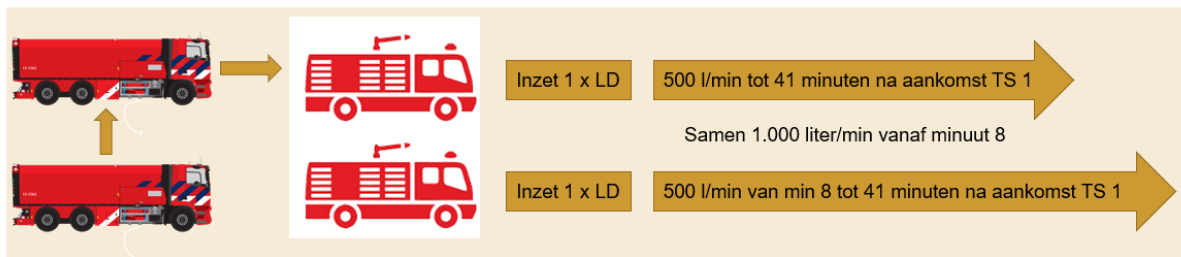 Inzet 1 x LD
500 l/min tot 41 minuten na aankomst TS 1
Samen 1.000 liter/min vanaf minuut 8
Inzet 1 x LD
500 l/min van min 8 tot 41 minuten na aankomst TS 1